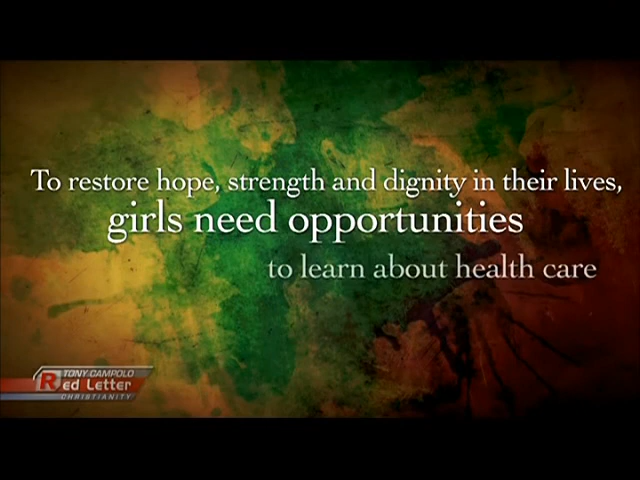 To restore hope, strength and dignity in their lives,
girls need opportunities
to learn about health care
TONY CAMPOLO
Red Letter
CHRISTIANITY